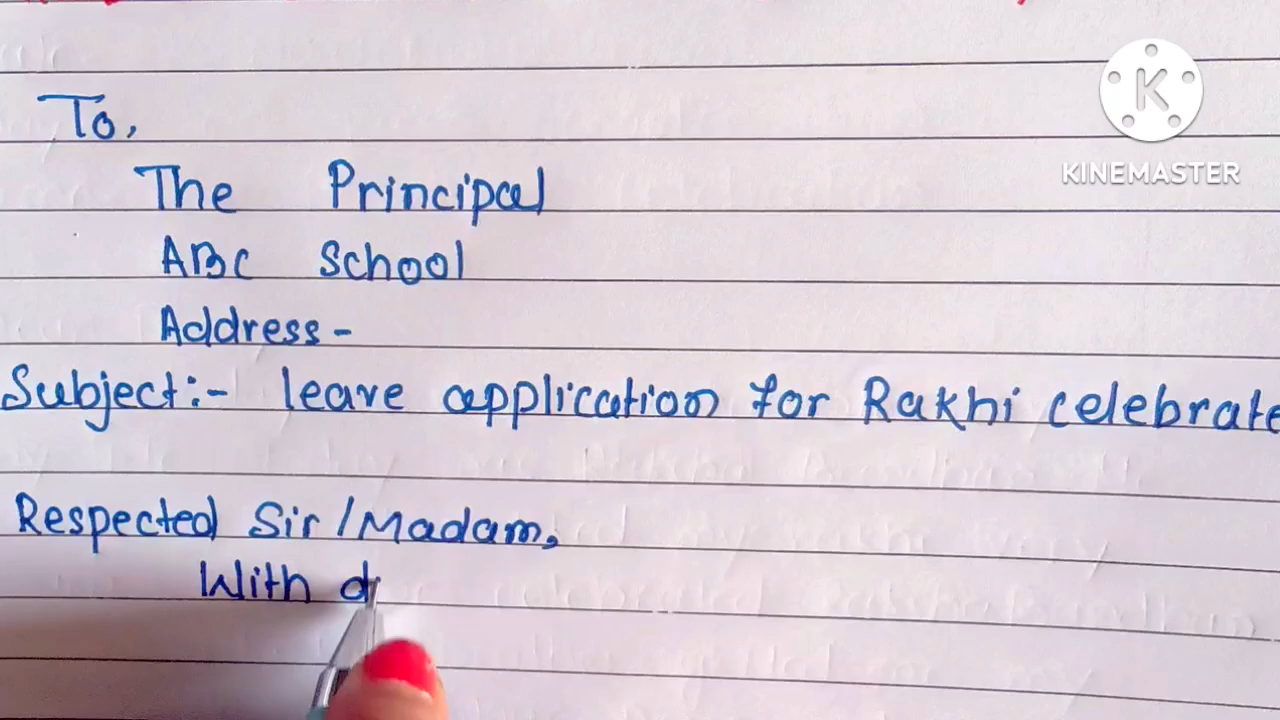 To,
The Principal
ABC School
Address -
Subject:- leave application for Rakhi celebrate
Respected Sir/Madam,
With d
K
KINEMASTER